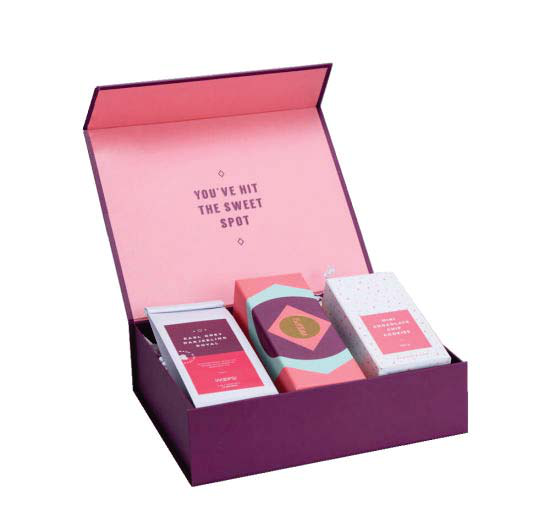 YOU'VE HIT
THE SWEET
SPOT
EARL GREY
DARJEELING
ROYAL
MINI
CHOCOLATE
CHIP
COOKIES